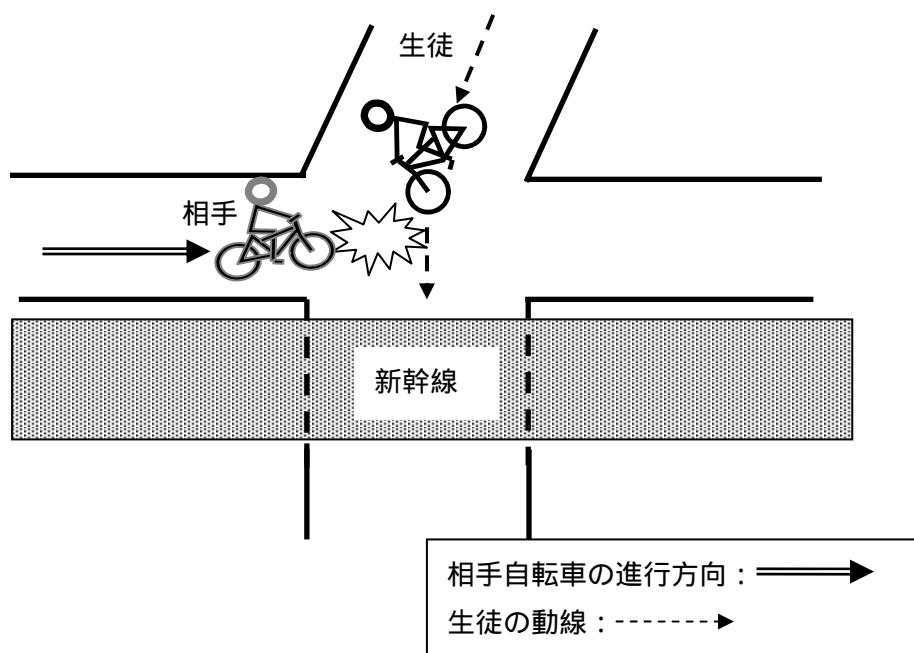 生徒
相手
新幹線
相手自転車の進行方向：
生徒の動線：